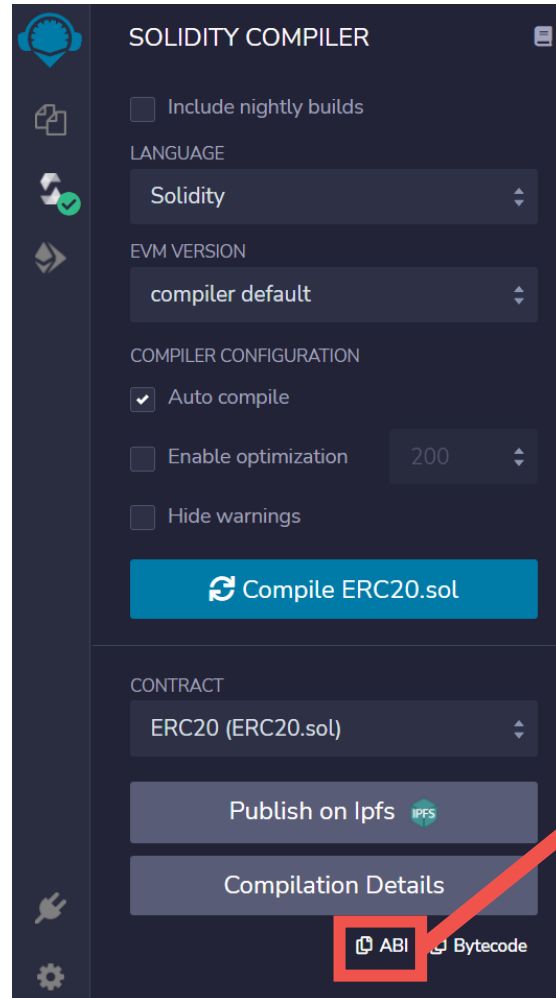 SOLIDITY COMPILER
Include nightly builds
LANGUAGE
Solidity
EVM VERSION
compiler default
COMPILER CONFIGURATION
Auto compile
Enable optimization 200
Hide warnings
Compile ERC20.sol
CONTRACT
ERC20 (ERC20.sol)
Publish on Ipfs IPFS
Compilation Details
ABI Bytecode